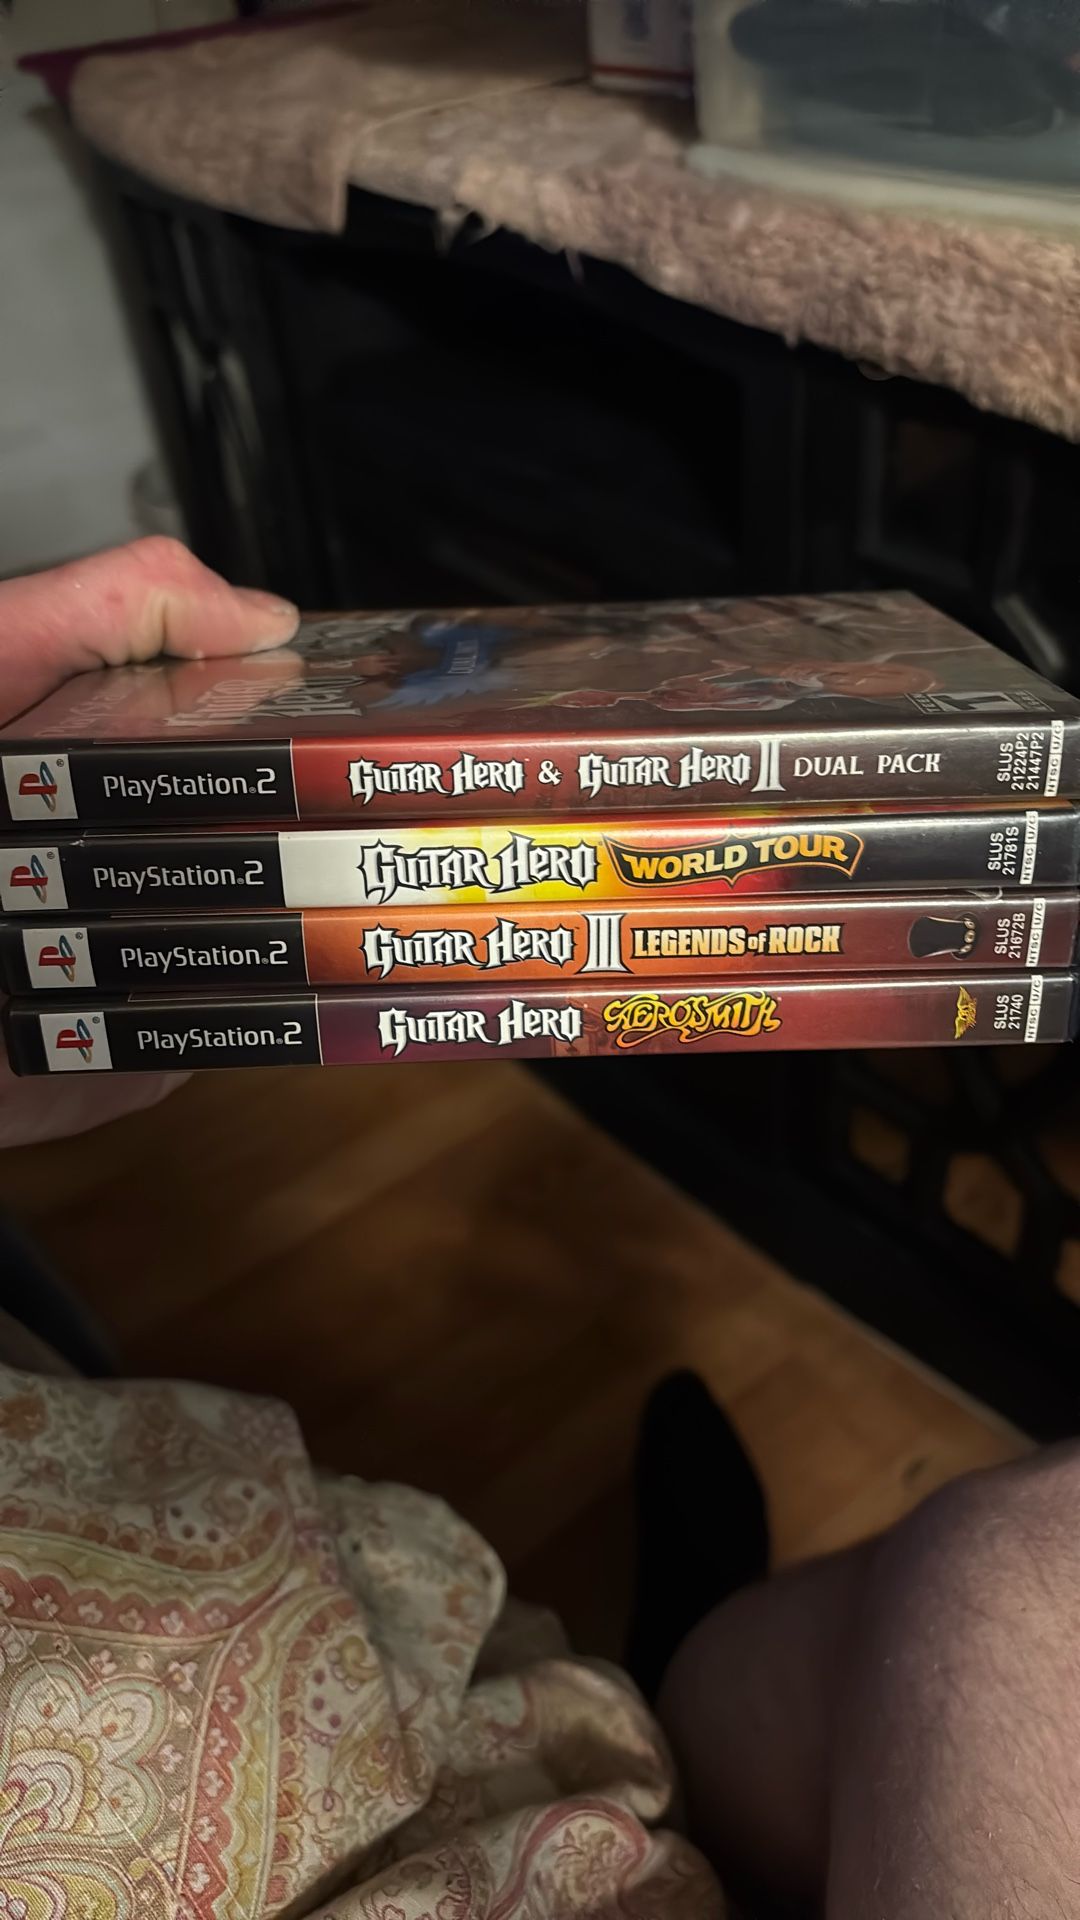 DUAL PACK
PlayStation®2 GUITAR HERO & GUITAR HERO II DUAL PACK SLUS 21224P2 21447P2 NTSC U/C
PlayStation®2 GUITAR HERO WORLD TOUR SLUS 21781S NTSC U/C
PlayStation®2 GUITAR HERO III LEGENDS of ROCK SLUS 21672B NTSC U/C
PlayStation®2 GUITAR HERO AEROSMITH SLUS 21740 NTSC U/C